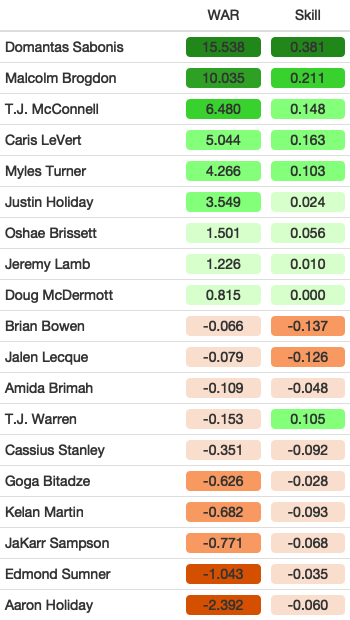 WAR Skill
Domantas Sabonis 15.538 0.381
Malcolm Brogdon 10.035 0.211
T.J. McConnell 6.480 0.148
Caris LeVert 5.044 0.163
Myles Turner 4.266 0.103
Justin Holiday 3.549 0.024
Oshae Brissett 1.501 0.056
Jeremy Lamb 1.226 0.010
Doug McDermott 0.815 0.000
Brian Bowen -0.066 -0.137
Jalen Lecque -0.079 -0.126
Amida Brimah -0.109 -0.048
T.J. Warren -0.153 0.105
Cassius Stanley -0.351 -0.092
Goga Bitadze -0.626 -0.028
Kelan Martin -0.682 -0.093
JaKarr Sampson -0.771 -0.068
Edmond Sumner -1.043 -0.035
Aaron Holiday -2.392 -0.060